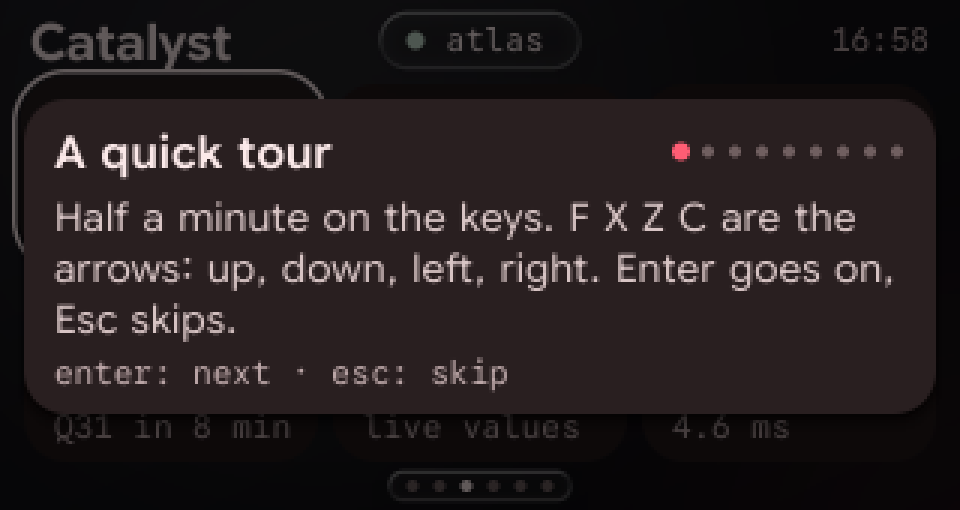 Catalyst
atlas
16:58
A quick tour
Half a minute on the keys. F X Z C are the
arrows: up, down, left, right. Enter goes on,
Esc skips.
enter: next · esc: skip
Q31 in 8 min
live values
4.6 ms